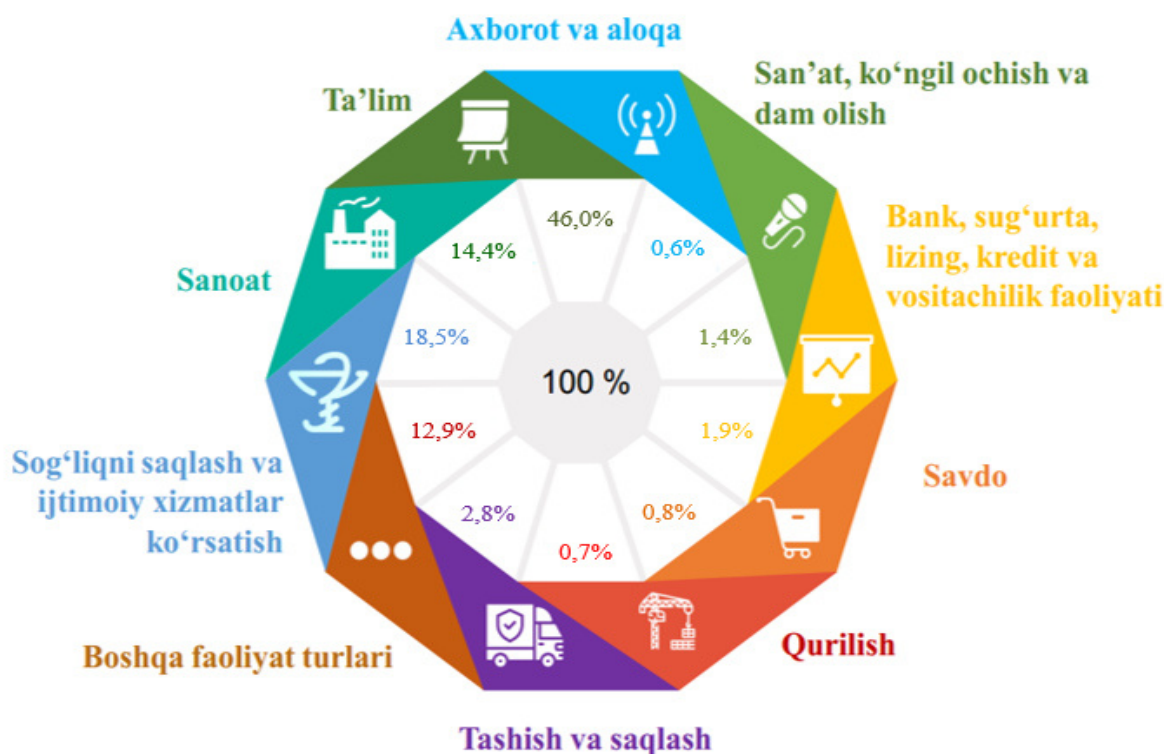 Axborot va aloqa
San’at, ko‘ngil ochish va
dam olish
Ta’lim
46,0%
0,6%
14,4%
Bank, sug‘urta,
lizing, kredit va
vositachilik faoliyati
Sanoat
18,5%
1,4%
100 %
12,9%
1,9%
Sog‘liqni saqlash va
ijtimoiy xizmatlar
ko‘rsatish
Savdo
2,8%
0,8%
0,7%
Boshqa faoliyat turlari
Qurilish
Tashish va saqlash